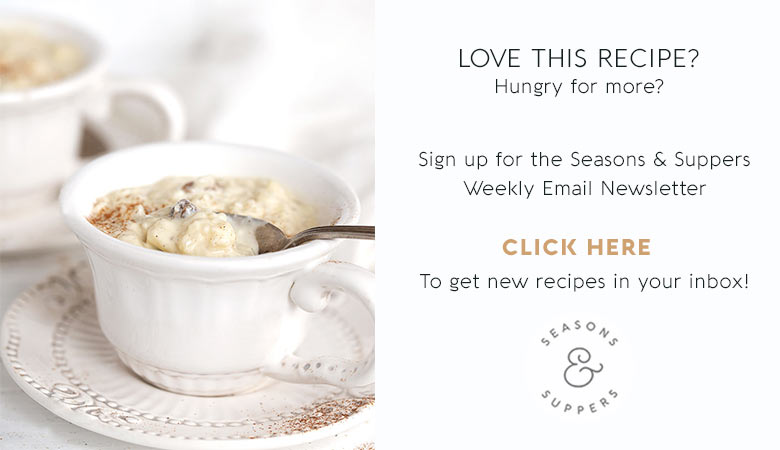 LOVE THIS RECIPE?
Hungry for more?
Sign up for the Seasons & Suppers
Weekly Email Newsletter
CLICK HERE
To get new recipes in your inbox!
SEASONS
&
SUPPERS